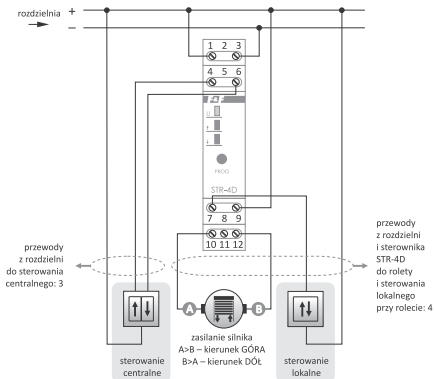 rozdzielnia
+
–
1 2 3
4 5 6
F&F
U
↑
↓
PROG
STR-4D
7 8 9
10 11 12
przewody
z rozdzielni
do sterowania
centralnego: 3
przewody
z rozdzielni
i sterownika
STR-4D
do rolety
i sterowania
lokalnego
przy rolecie: 4
A
B
zasilanie silnika
A>B – kierunek GÓRA
B>A – kierunek DÓŁ
sterowanie
centralne
sterowanie
lokalne